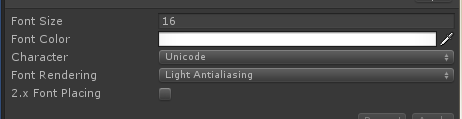 Font Size 16
Font Color
Character Unicode
Font Rendering Light Antialiasing
2.x Font Placing